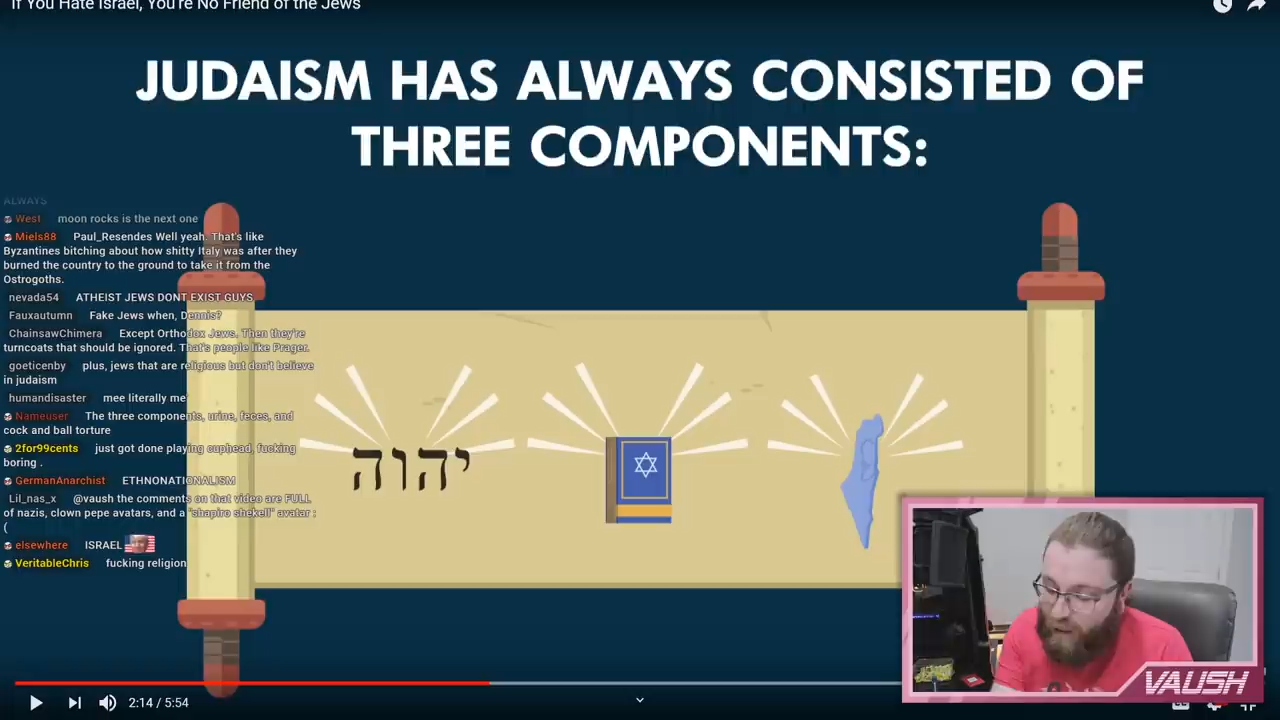 If You Hate Israel, You're No Friend of the Jews
JUDAISM HAS ALWAYS CONSISTED OF
THREE COMPONENTS:
ALWAYS
West moon rocks is the next one
Miels88 Paul_Resendes Well yeah. That's like
Byzantines bitching about how shitty Italy was after they
burned the country to the ground to take it from the
Ostrogoths.
nevada54 ATHEIST JEWS DONT EXIST GUYS
Fauxautumn Fake Jews when, Dennis?
ChainsawChimera Except Orthodox Jews. Then they're
turncoats that should be ignored. That's people like Prager.
goeticenby plus, jews that are religious but don't believe
in judaism
humandisaster mee literally me
Nameuser The three components, urine, feces, and
cock and ball torture
2for99cents just got done playing cuphead, fucking
boring .
GermanAnarchist ETHNONATIONALISM
Lil_nas_x @vaush the comments on that video are FULL
of nazis, clown pepe avatars, and a "shapiro shekell" avatar :
(
elsewhere ISRAEL
VeritableChris fucking religion
יהוה
VAUSH
2:14 / 5:54